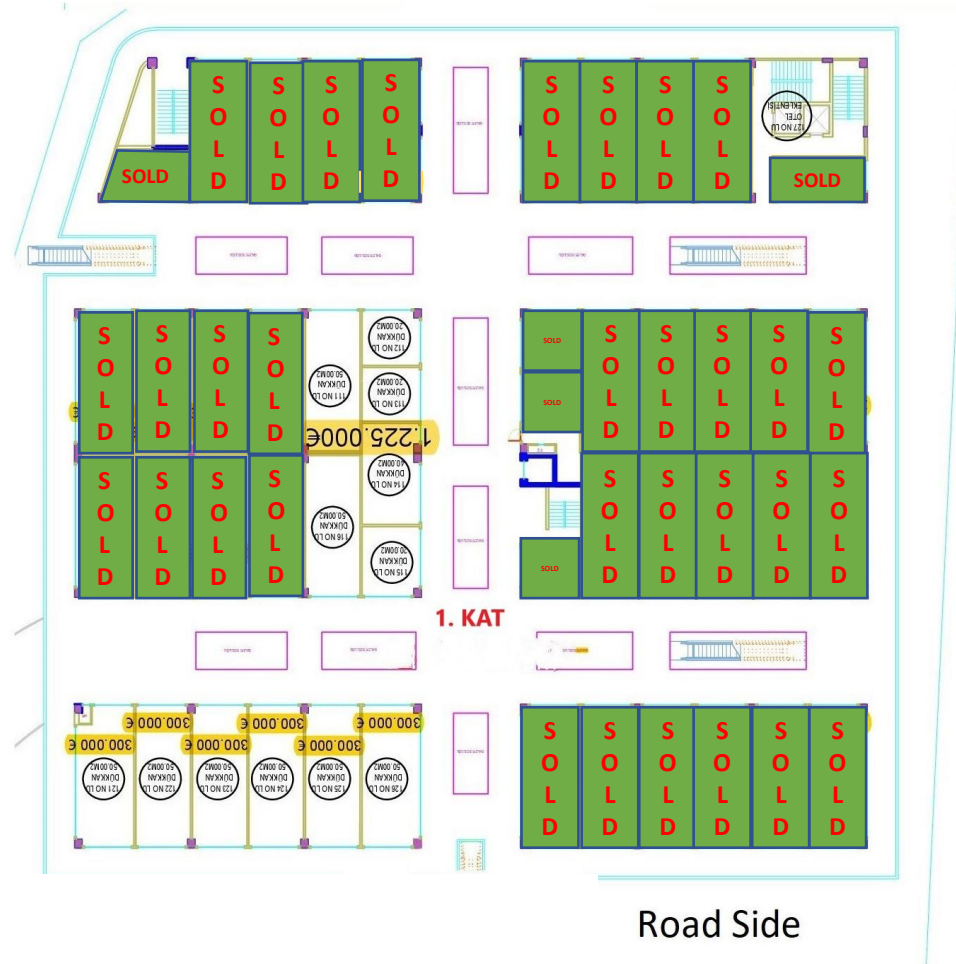 SOLD
SOLD
SOLD
SOLD
SOLD
SOLD
SOLD
SOLD
SOLD
127 NO LU
OTEL
EKLENTİSİ
SOLD
SOLD
SOLD
SOLD
SOLD
111 NO LU
DÜKKAN
50.00M2
112 NO LU
DÜKKAN
20.00M2
113 NO LU
DÜKKAN
20.00M2
1.225.000€
SOLD
SOLD
SOLD
SOLD
SOLD
SOLD
SOLD
SOLD
SOLD
SOLD
SOLD
116 NO LU
DÜKKAN
50.00M2
114 NO LU
DÜKKAN
40.00M2
115 NO LU
DÜKKAN
20.00M2
SOLD
SOLD
SOLD
SOLD
SOLD
SOLD
1. KAT
300.000 €
300.000 €
300.000 €
300.000 €
300.000 €
300.000 €
121 NO LU
DÜKKAN
50.00M2
122 NO LU
DÜKKAN
50.00M2
DÜKKAN
50.00M2
124 NO LU
DÜKKAN
50.00M2
125 NO LU
DÜKKAN
50.00M2
126 NO LU
DÜKKAN
50.00M2
SOLD
SOLD
SOLD
SOLD
SOLD
SOLD
Road Side